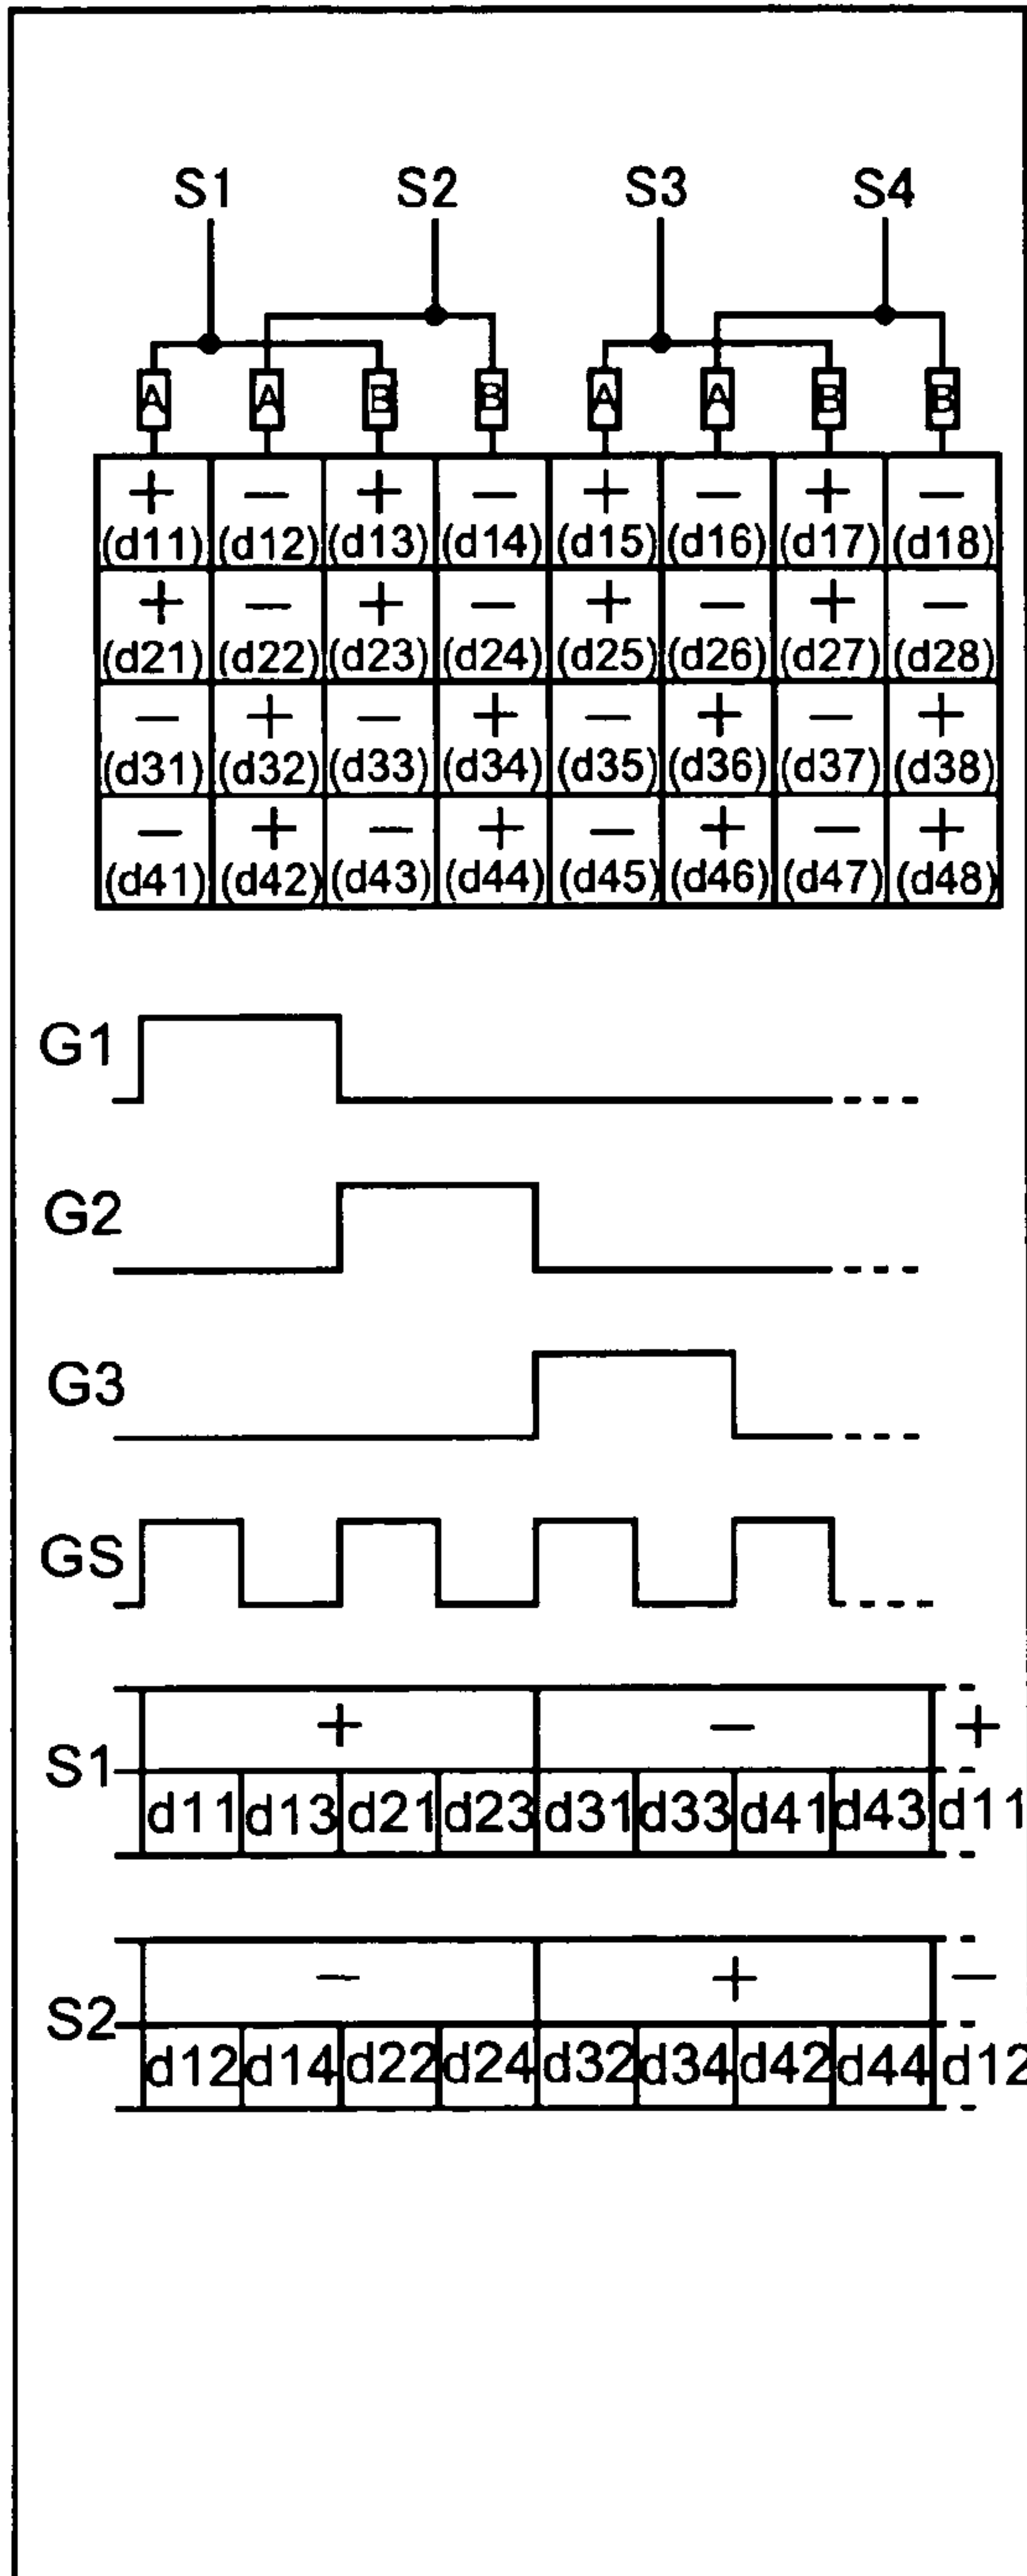 S1 S2 S3 S4
A A B B A A B B
+ − + − + − + −
(d11) (d12) (d13) (d14) (d15) (d16) (d17) (d18)
+ − + − + − + −
(d21) (d22) (d23) (d24) (d25) (d26) (d27) (d28)
− + − + − + − +
(d31) (d32) (d33) (d34) (d35) (d36) (d37) (d38)
− + − + − + − +
(d41) (d42) (d43) (d44) (d45) (d46) (d47) (d48)
G1
G2
G3
GS
+ − +
S1
d11 d13 d21 d23 d31 d33 d41 d43 d11
− + −
S2
d12 d14 d22 d24 d32 d34 d42 d44 d12